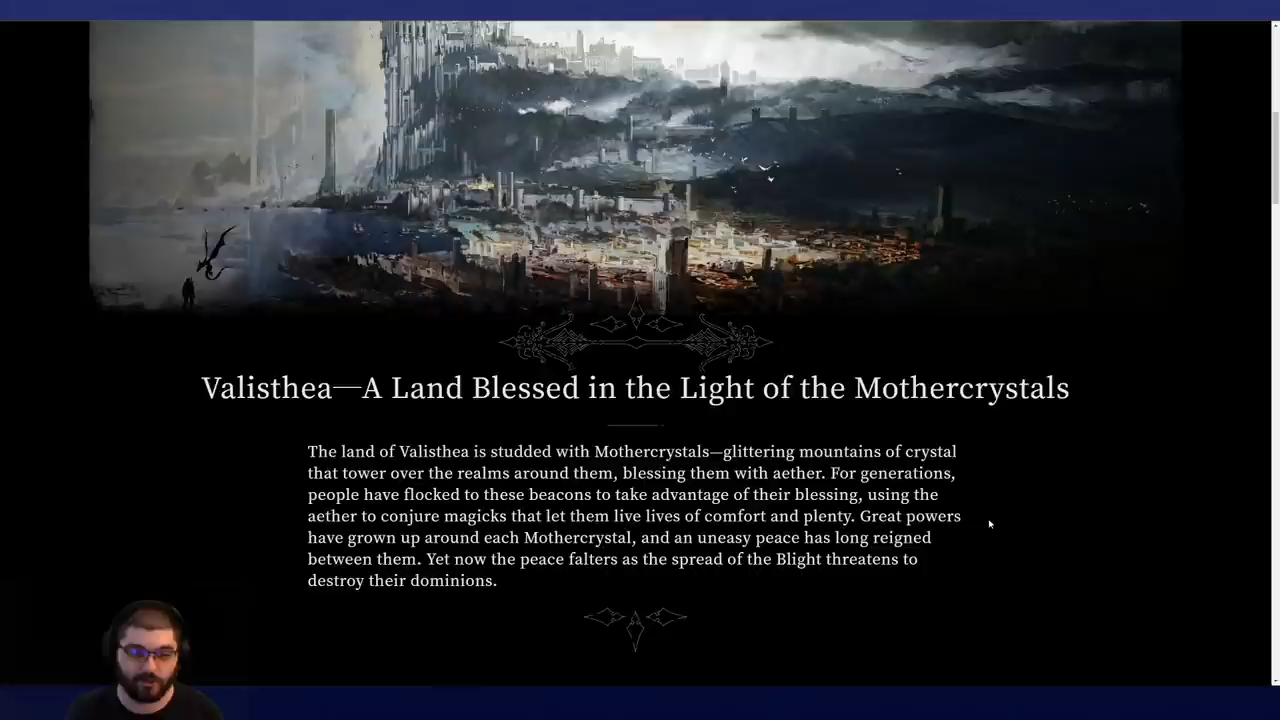 Valisthea—A Land Blessed in the Light of the Mothercrystals
The land of Valisthea is studded with Mothercrystals—glittering mountains of crystal
that tower over the realms around them, blessing them with aether. For generations,
people have flocked to these beacons to take advantage of their blessing, using the
aether to conjure magicks that let them live lives of comfort and plenty. Great powers
have grown up around each Mothercrystal, and an uneasy peace has long reigned
between them. Yet now the peace falters as the spread of the Blight threatens to
destroy their dominions.